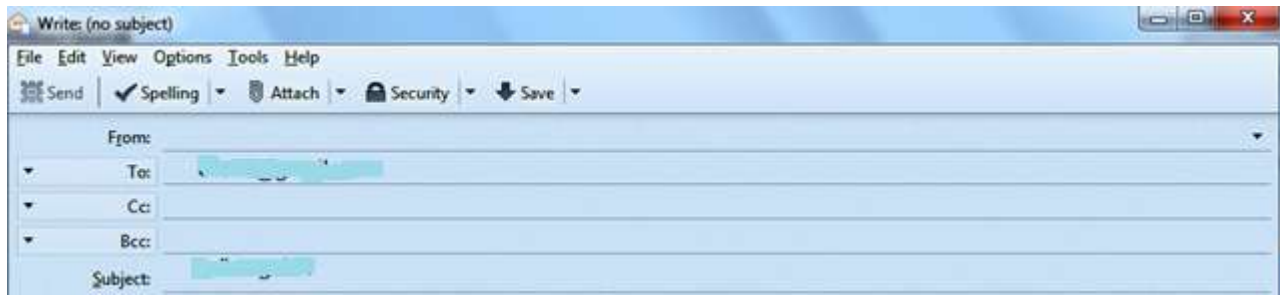 Write: (no subject)
File Edit View Options Tools Help
Send Spelling Attach Security Save
From:
To:
Cc:
Bcc:
Subject: